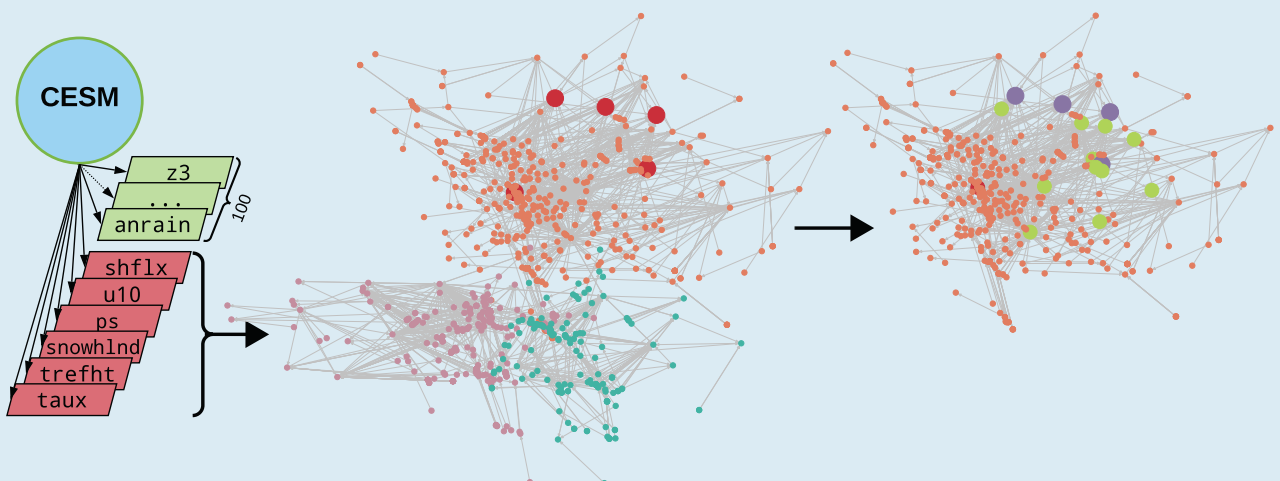 CESM
z3
...
anrain
100
shflx
u10
ps
snowhlnd
trefht
taux